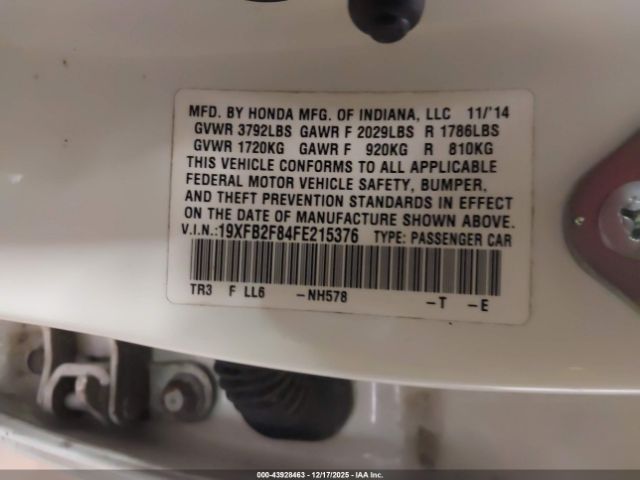 MFD. BY HONDA MFG. OF INDIANA, LLC 11/'14
GVWR 3792LBS GAWR F 2029LBS R 1786LBS
GVWR 1720KG GAWR F 920KG R 810KG
THIS VEHICLE CONFORMS TO ALL APPLICABLE
FEDERAL MOTOR VEHICLE SAFETY, BUMPER,
AND THEFT PREVENTION STANDARDS IN EFFECT
ON THE DATE OF MANUFACTURE SHOWN ABOVE.
V.I.N.:19XFB2F84FE215376 TYPE: PASSENGER CAR
TR3 F LL6 -NH578 -T -E
000-43928463 - 12/17/2025 - IAA Inc.